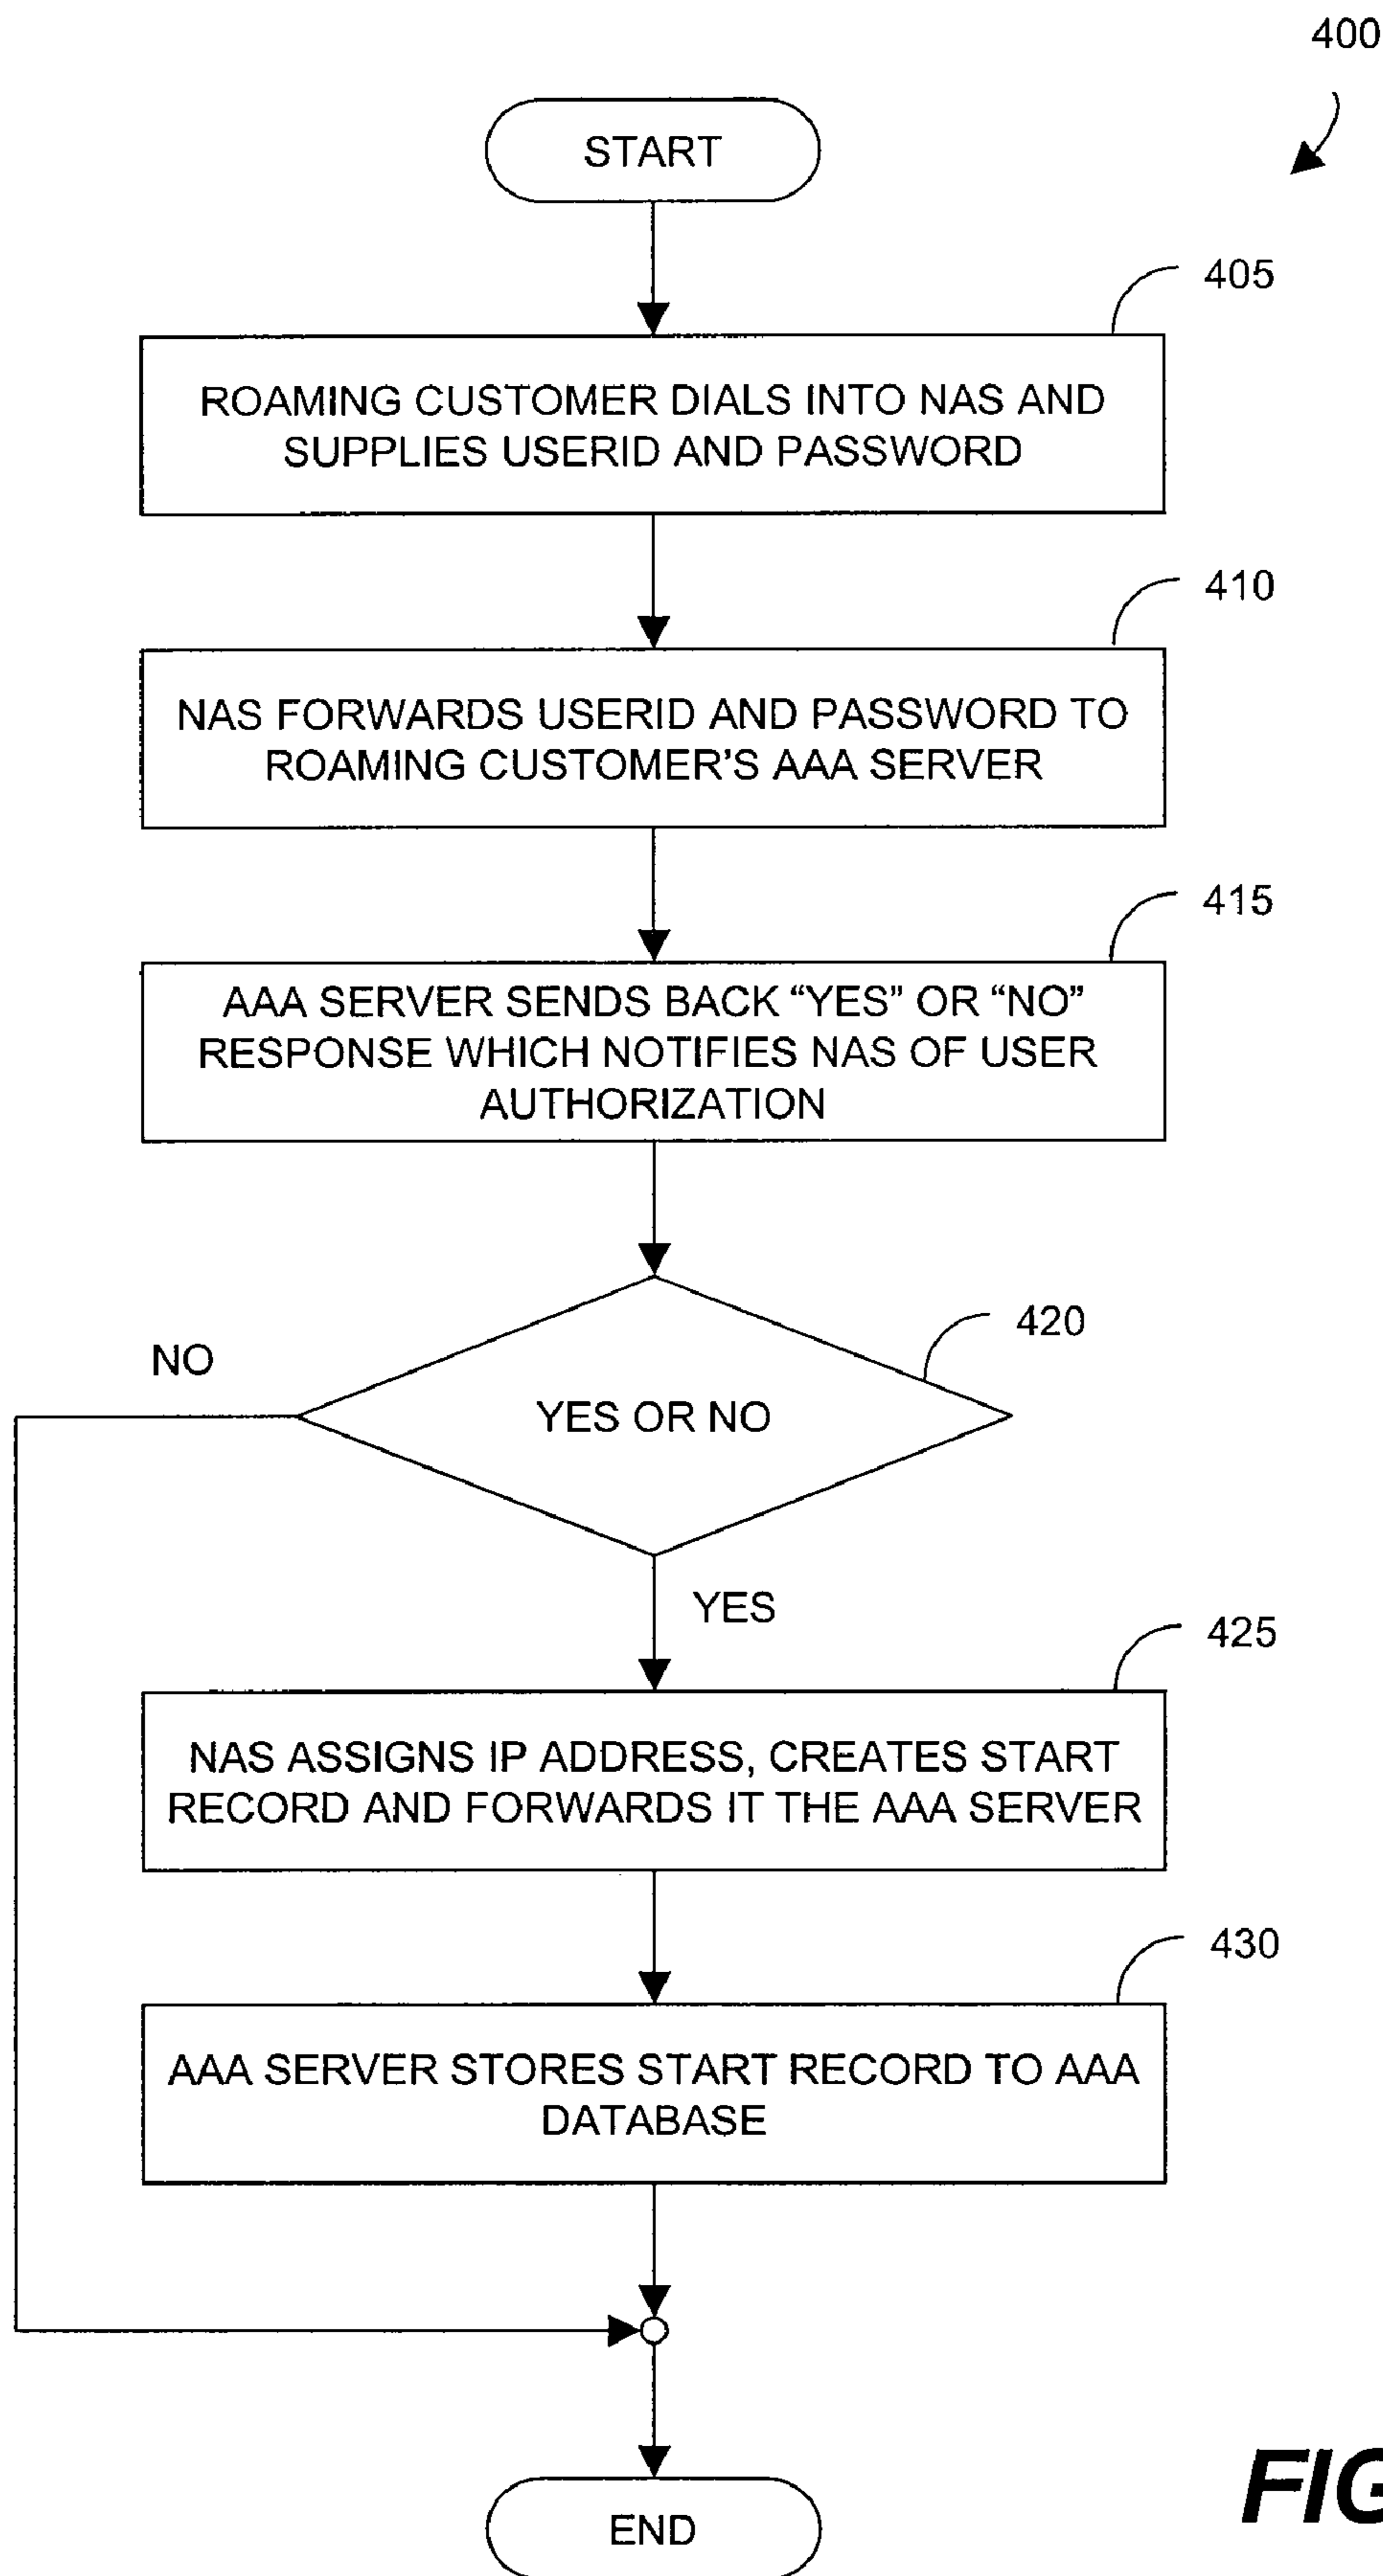 400
START
405
ROAMING CUSTOMER DIALS INTO NAS AND
SUPPLIES USERID AND PASSWORD
410
NAS FORWARDS USERID AND PASSWORD TO
ROAMING CUSTOMER'S AAA SERVER
415
AAA SERVER SENDS BACK “YES” OR “NO”
RESPONSE WHICH NOTIFIES NAS OF USER
AUTHORIZATION
420
NO
YES OR NO
YES
425
NAS ASSIGNS IP ADDRESS, CREATES START
RECORD AND FORWARDS IT THE AAA SERVER
430
AAA SERVER STORES START RECORD TO AAA
DATABASE
FIG
END